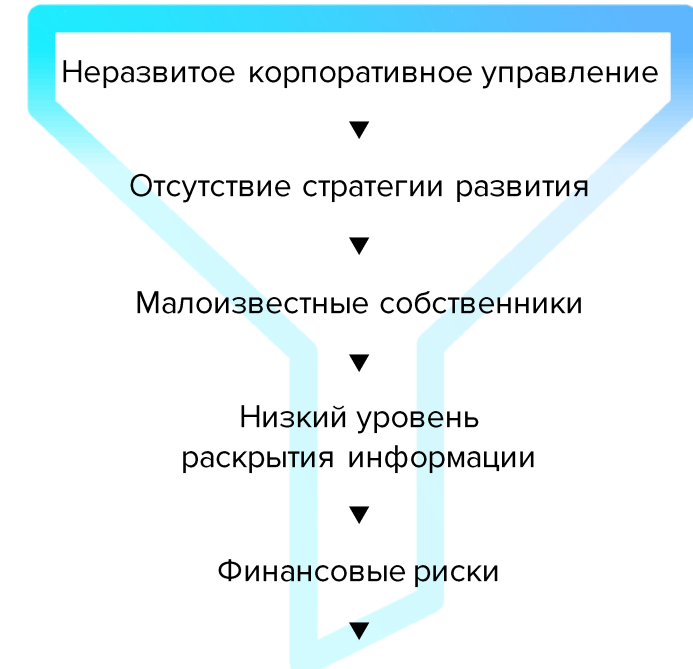 Неразвитое корпоративное управление
▼
Отсутствие стратегии развития
▼
Малоизвестные собственники
▼
Низкий уровень
раскрытия информации
▼
Финансовые риски
▼